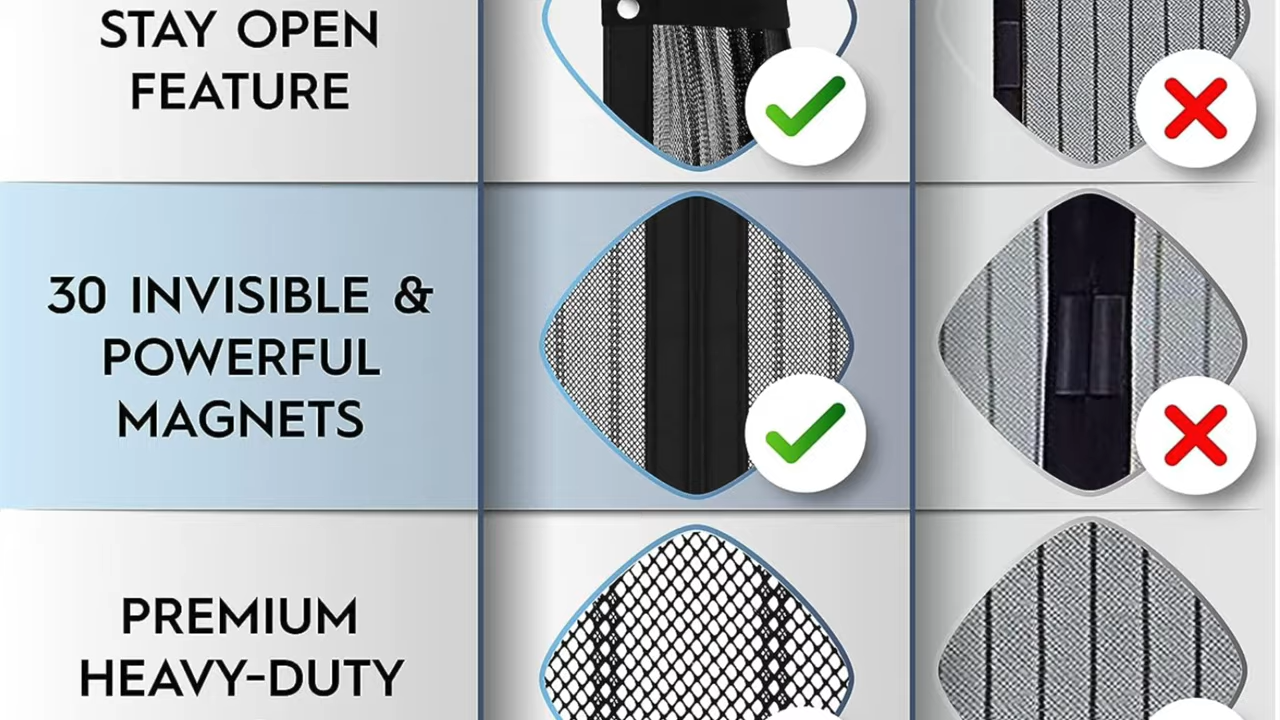 STAY OPEN
FEATURE
30 INVISIBLE &
POWERFUL
MAGNETS
PREMIUM
HEAVY-DUTY